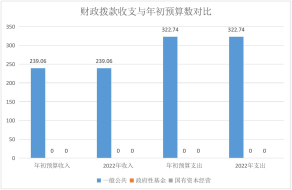 财政拨款收支与年初预算数对比
350
300
250
200
150
100
50
0
239.06 0 0
239.06 0 0
322.74 0 0
322.74 0 0
年初预算收入 2022年收入 年初预算支出 2022年支出
一般公共 政府性基金 国有资本经营